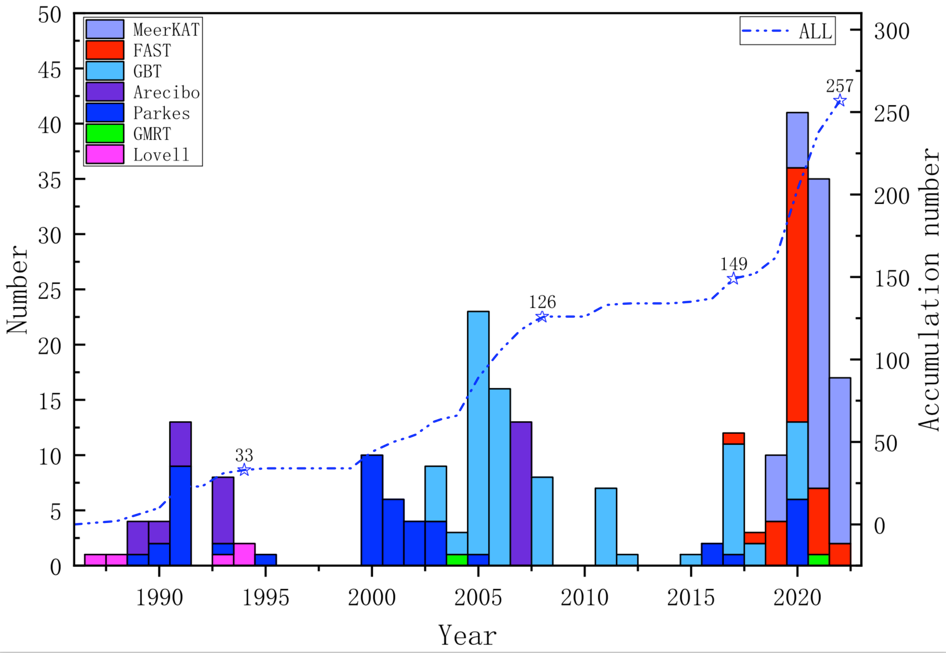 50
45
40
35
30
25
20
15
10
5
0
Number
MeerKAT
FAST
GBT
Arecibo
Parkes
GMRT
Lovell
ALL
33
126
149
257
300
250
200
150
100
50
0
Accumulation number
1990 1995 2000 2005 2010 2015 2020
Year